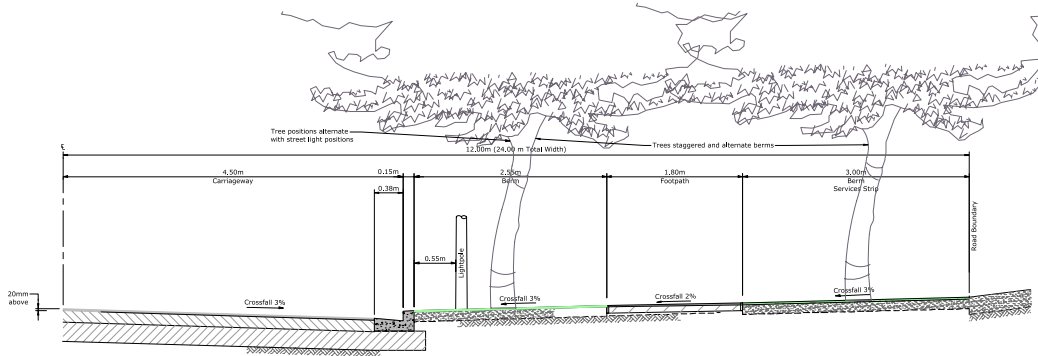 Tree positions alternate
with street light positions
Trees staggered and alternate berms
℄
12.00m (24.00 m Total Width)
4.50m
Carriageway
0.15m
2.55m
Berm
1.80m
Footpath
3.00m
Berm
Services Strip
0.38m
0.55m
Lightpole
Road Boundary
20mm
above
Crossfall 3%
Crossfall 3%
Crossfall 2%
Crossfall 3%